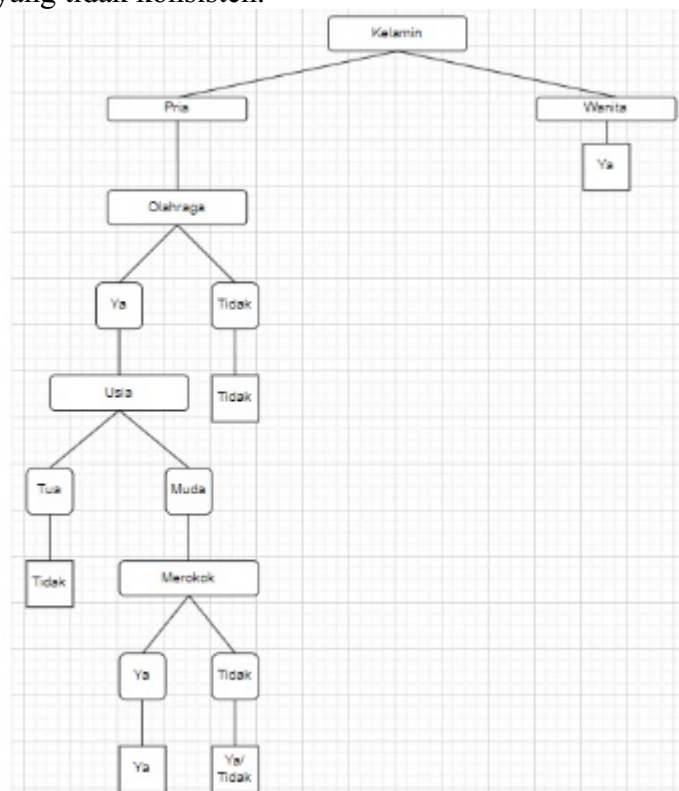 yang tidak konsisten.
Kelamin
Pria
Wanita
Ya
Olahraga
Ya
Tidak
Usia
Tidak
Tua
Muda
Tidak
Merokok
Ya
Tidak
Ya
Ya/
Tidak